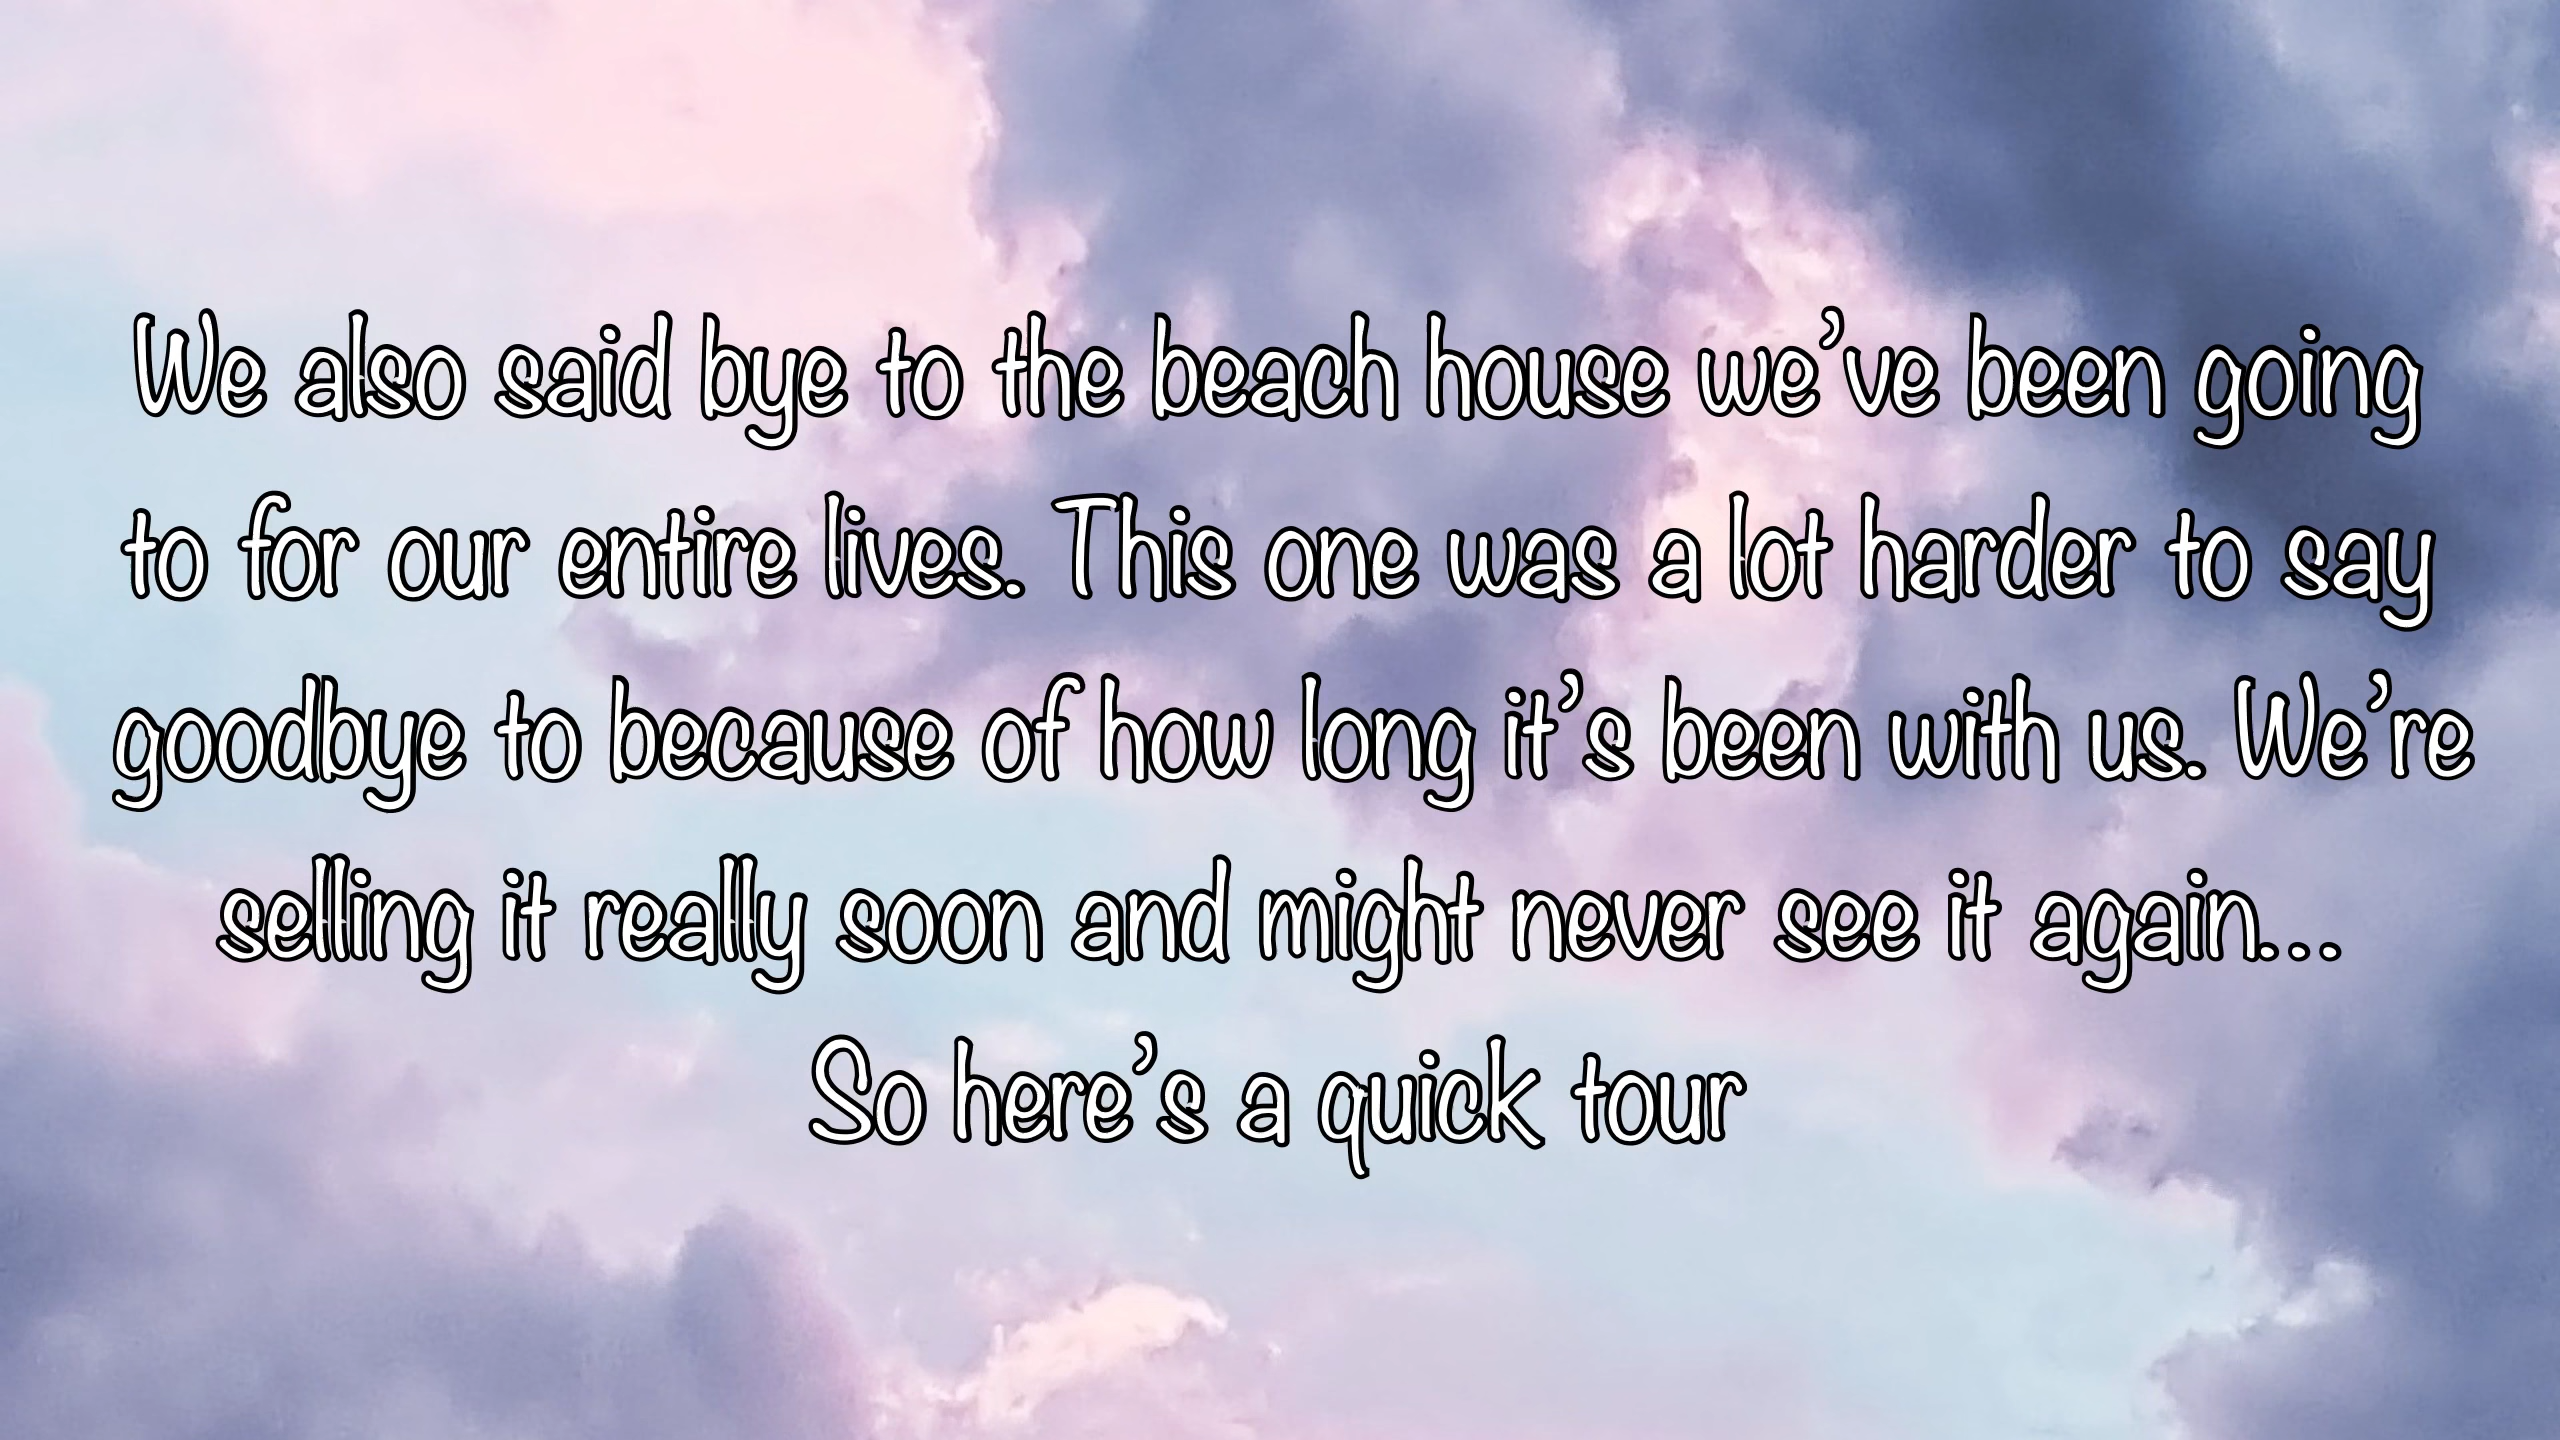 We also said bye to the beach house we’ve been going
to for our entire lives. This one was a lot harder to say
goodbye to because of how long it’s been with us. We’re
selling it really soon and might never see it again...
So here’s a quick tour